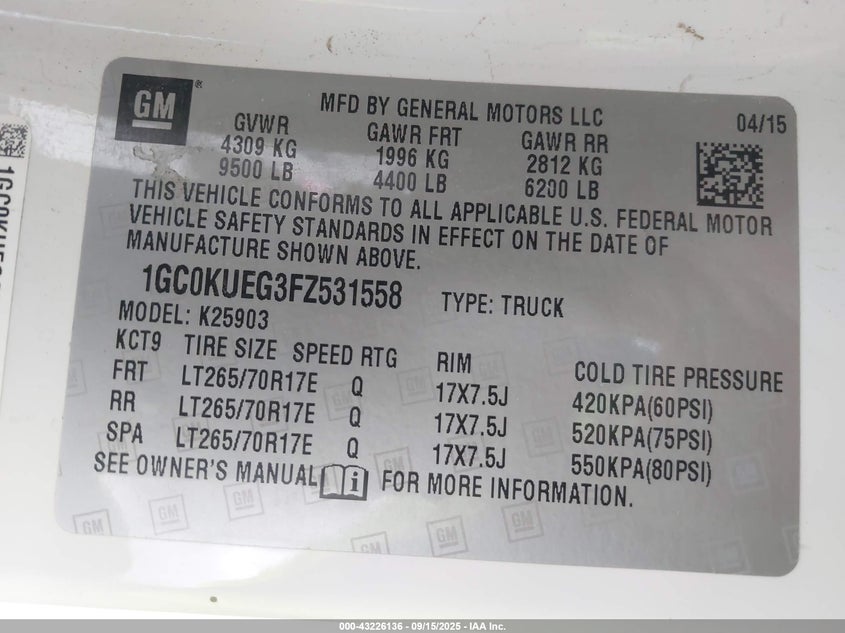 GM ®
MFD BY GENERAL MOTORS LLC
04/15
GVWR GAWR FRT GAWR RR
4309 KG 1996 KG 2812 KG
9500 LB 4400 LB 6200 LB
THIS VEHICLE CONFORMS TO ALL APPLICABLE U.S. FEDERAL MOTOR
VEHICLE SAFETY STANDARDS IN EFFECT ON THE DATE OF
MANUFACTURE SHOWN ABOVE.
1GC0KUEG3FZ531558 TYPE: TRUCK
MODEL: K25903
KCT9 TIRE SIZE SPEED RTG RIM COLD TIRE PRESSURE
FRT LT265/70R17E Q 17X7.5J 420KPA(60PSI)
RR LT265/70R17E Q 17X7.5J 520KPA(75PSI)
SPA LT265/70R17E Q 17X7.5J 550KPA(80PSI)
SEE OWNER'S MANUAL i FOR MORE INFORMATION.
000-43226136 - 09/15/2025 - IAA Inc.